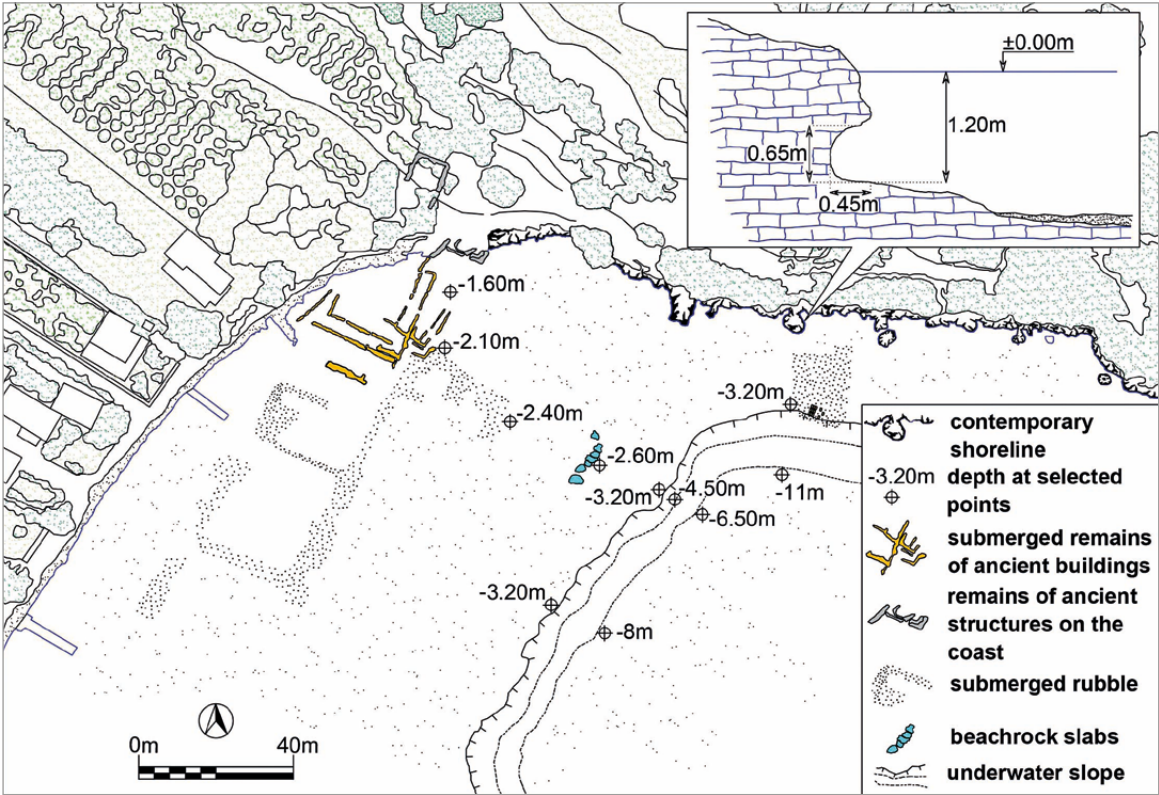 ±0.00m
1.20m
0.65m
0.45m
-1.60m
-2.10m
-2.40m
-3.20m
-2.60m
-3.20m
-4.50m
-11m
-6.50m
-3.20m
-8m
0m
40m
contemporary
shoreline
-3.20m
depth at selected
points
submerged remains
of ancient buildings
remains of ancient
structures on the
coast
submerged rubble
beachrock slabs
underwater slope